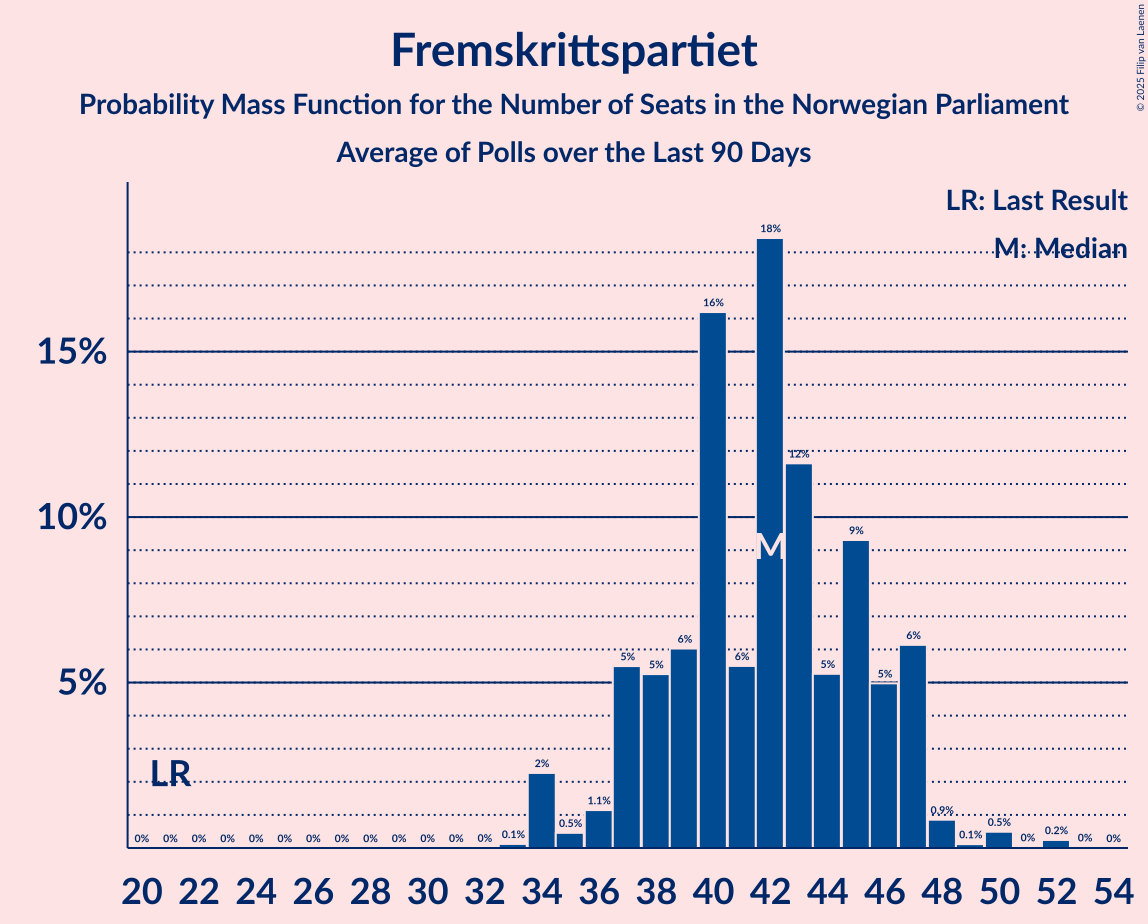 Fremskrittspartiet
Probability Mass Function for the Number of Seats in the Norwegian Parliament
Average of Polls over the Last 90 Days
© 2025 Filip van Laenen
LR: Last Result
M: Median
15%
10%
5%
LR
M
0% 0% 0% 0% 0% 0% 0% 0% 0% 0% 0% 0% 0% 0.1% 2% 0.5% 1.1% 5% 5% 6% 16% 6% 18% 12% 5% 9% 5% 6% 0.9% 0.1% 0.5% 0% 0.2% 0% 0%
20 22 24 26 28 30 32 34 36 38 40 42 44 46 48 50 52 54